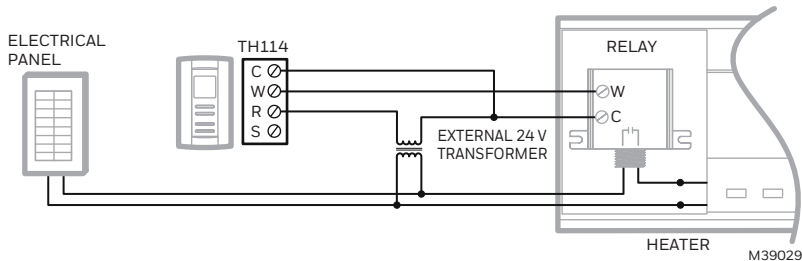 ELECTRICAL
PANEL
TH114
C
W
R
S
EXTERNAL 24 V
TRANSFORMER
RELAY
W
C
HEATER
M39029